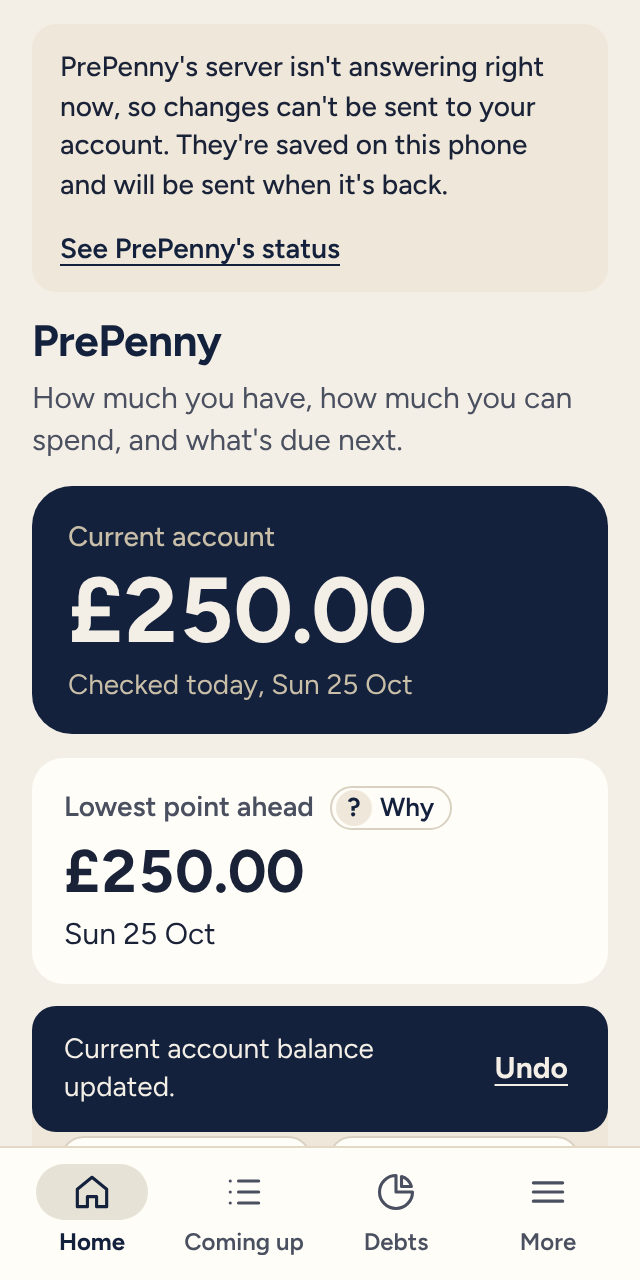 PrePenny's server isn't answering right
now, so changes can't be sent to your
account. They're saved on this phone
and will be sent when it's back.
See PrePenny's status
PrePenny
How much you have, how much you can
spend, and what's due next.
Current account
£250.00
Checked today, Sun 25 Oct
Lowest point ahead ? Why
£250.00
Sun 25 Oct
Current account balance
updated.
Undo
Home Coming up Debts More